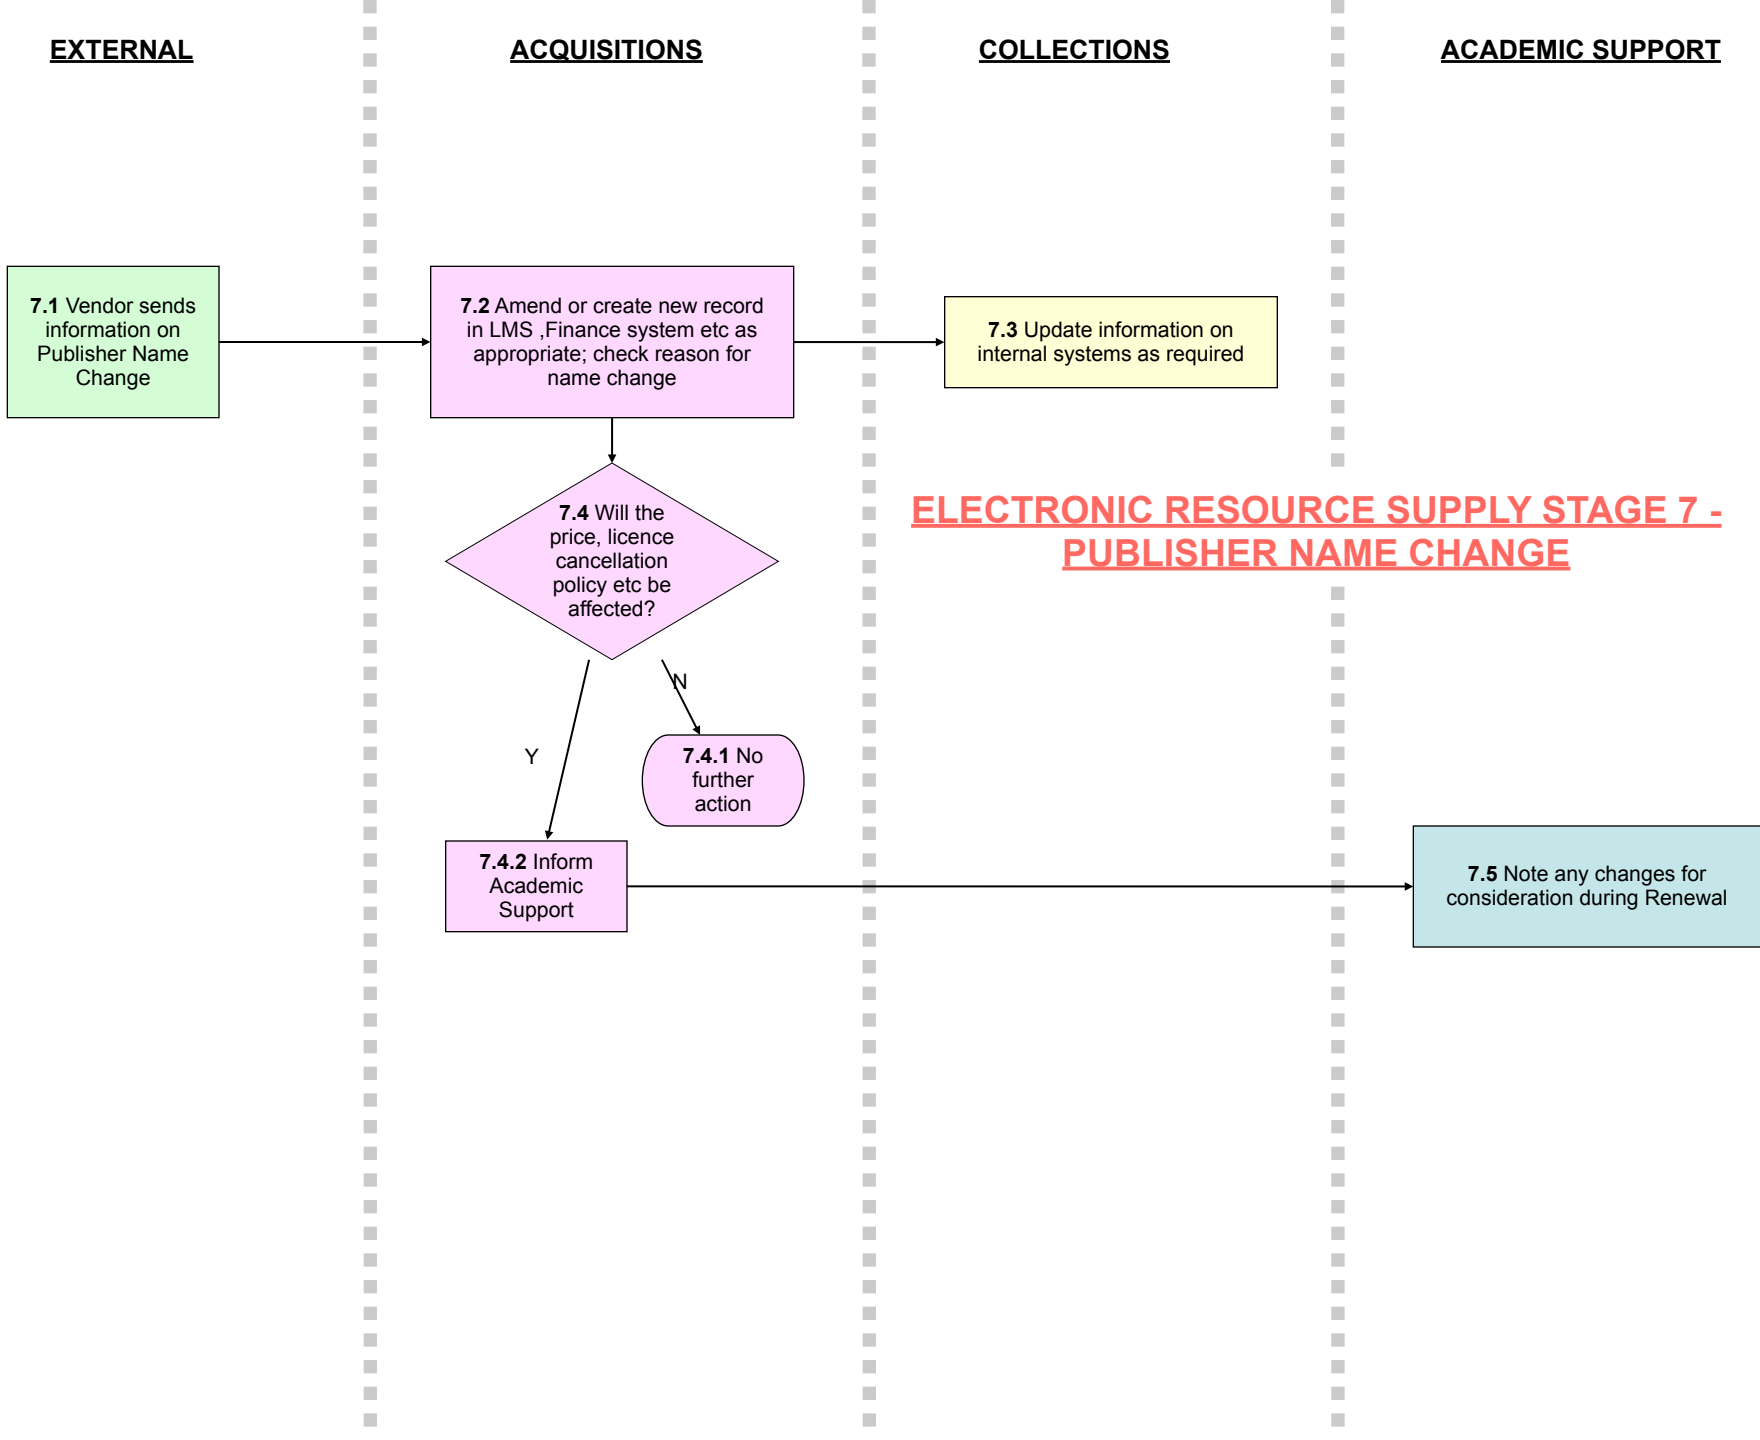 EXTERNAL
ACQUISITIONS
COLLECTIONS
ACADEMIC SUPPORT
7.1 Vendor sends
information on
Publisher Name
Change
7.2 Amend or create new record
in LMS ,Finance system etc as
appropriate; check reason for
name change
7.3 Update information on
internal systems as required
ELECTRONIC RESOURCE SUPPLY STAGE 7 -
PUBLISHER NAME CHANGE
7.4 Will the
price, licence
cancellation
policy etc be
affected?
N
Y
7.4.1 No
further
action
7.4.2 Inform
Academic
Support
7.5 Note any changes for
consideration during Renewal